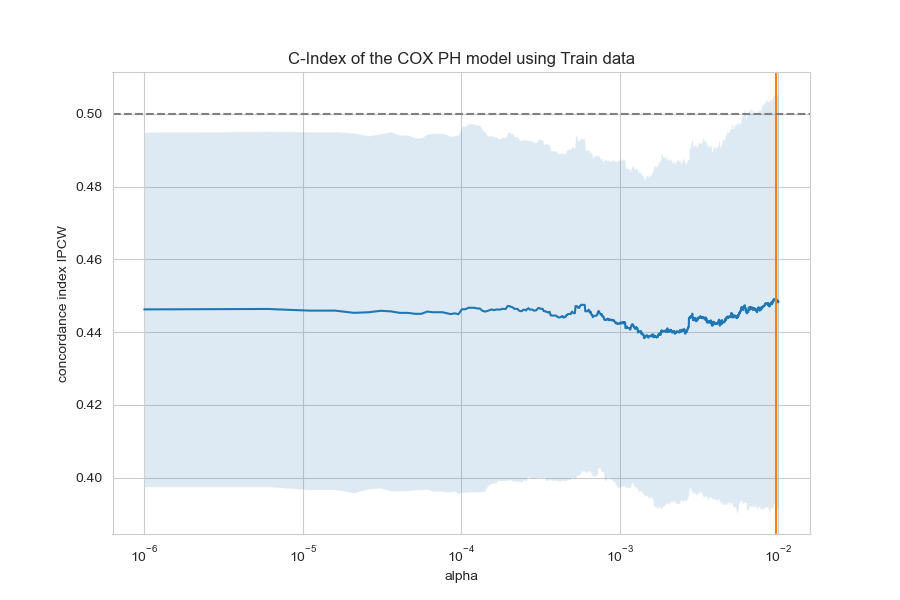 C-Index of the COX PH model using Train data
concordance index IPCW
0.50
0.48
0.46
0.44
0.42
0.40
10⁻⁶ 10⁻⁵ 10⁻⁴ 10⁻³ 10⁻²
alpha